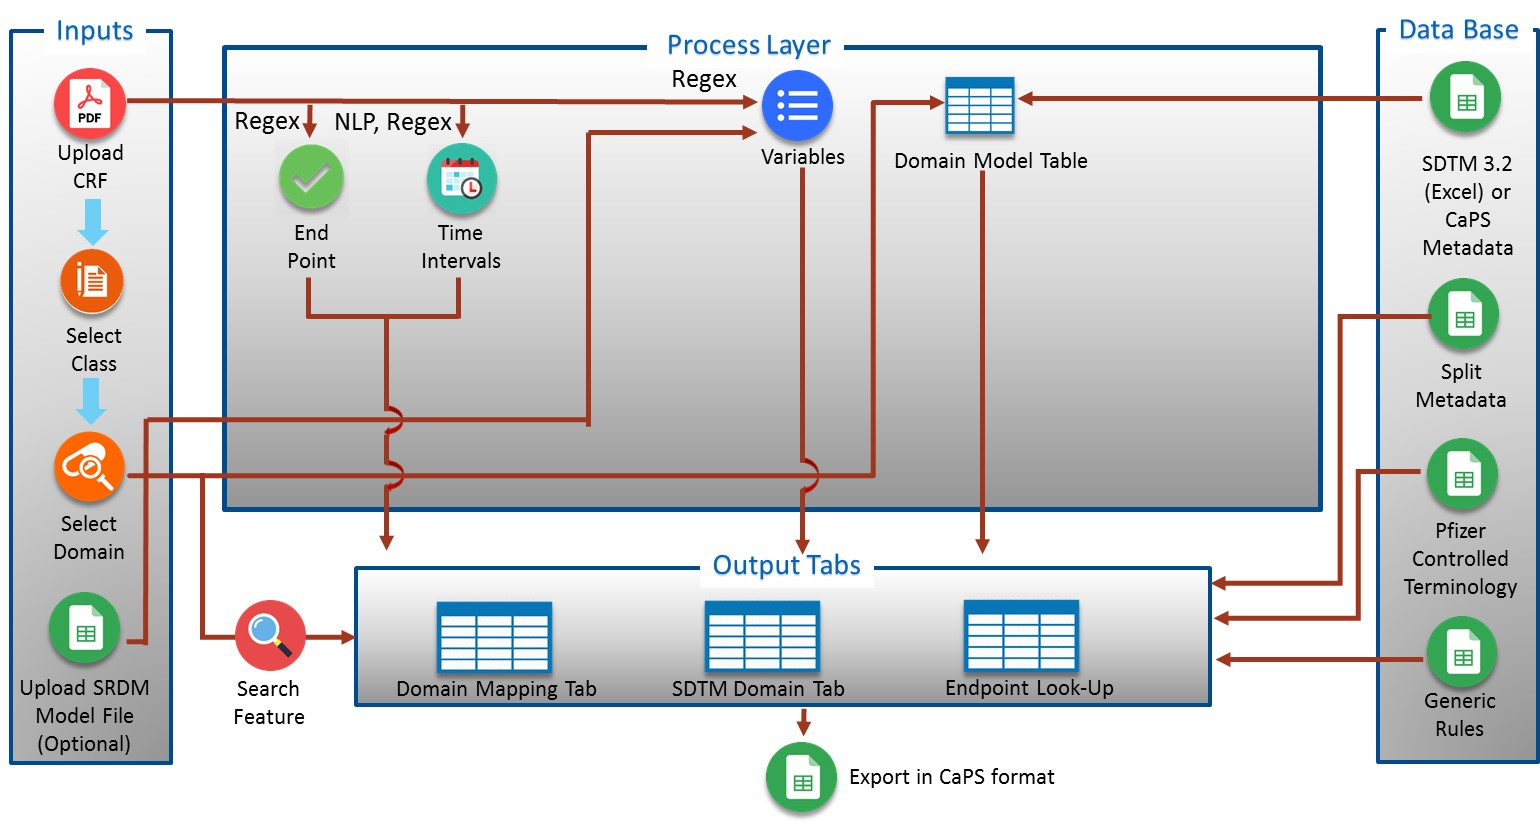 Inputs
PDF
Upload
CRF
Select
Class
Select
Domain
Upload SRDM
Model File
(Optional)
Process Layer
Regex
Regex
NLP, Regex
End
Point
Time
Intervals
Variables
Domain Model Table
Search
Feature
Output Tabs
Domain Mapping Tab
SDTM Domain Tab
Endpoint Look-Up
Export in CaPS format
Data Base
SDTM 3.2
(Excel) or
CaPS
Metadata
Split
Metadata
Pfizer
Controlled
Terminology
Generic
Rules